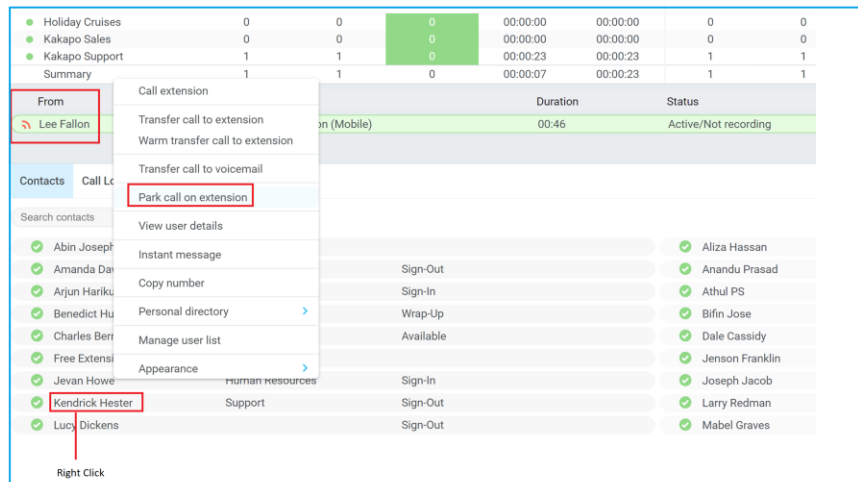 Holiday Cruises 0 0 0 00:00:00 00:00:00 0 0
Kakapo Sales 0 0 0 00:00:00 00:00:00 0 0
Kakapo Support 1 1 0 00:00:23 00:00:23 1 1
Summary 1 1 0 00:00:07 00:00:23 1 1
From Duration Status
Lee Fallon on (Mobile) 00:46 Active/Not recording
Call extension
Transfer call to extension
Warm transfer call to extension
Transfer call to voicemail
Park call on extension
View user details
Instant message
Copy number
Personal directory
Manage user list
Appearance
Contacts Call Lo
Search contacts
Abin Joseph Aliza Hassan
Amanda Da Sign-Out Anandu Prasad
Arjun Hariku Sign-In Athul PS
Benedict Hu Wrap-Up Bifin Jose
Charles Ber Available Dale Cassidy
Free Extensi Jenson Franklin
Jevan Howe Human Resources Sign-In Joseph Jacob
Kendrick Hester Support Sign-Out Larry Redman
Lucy Dickens Sign-Out Mabel Graves
Right Click